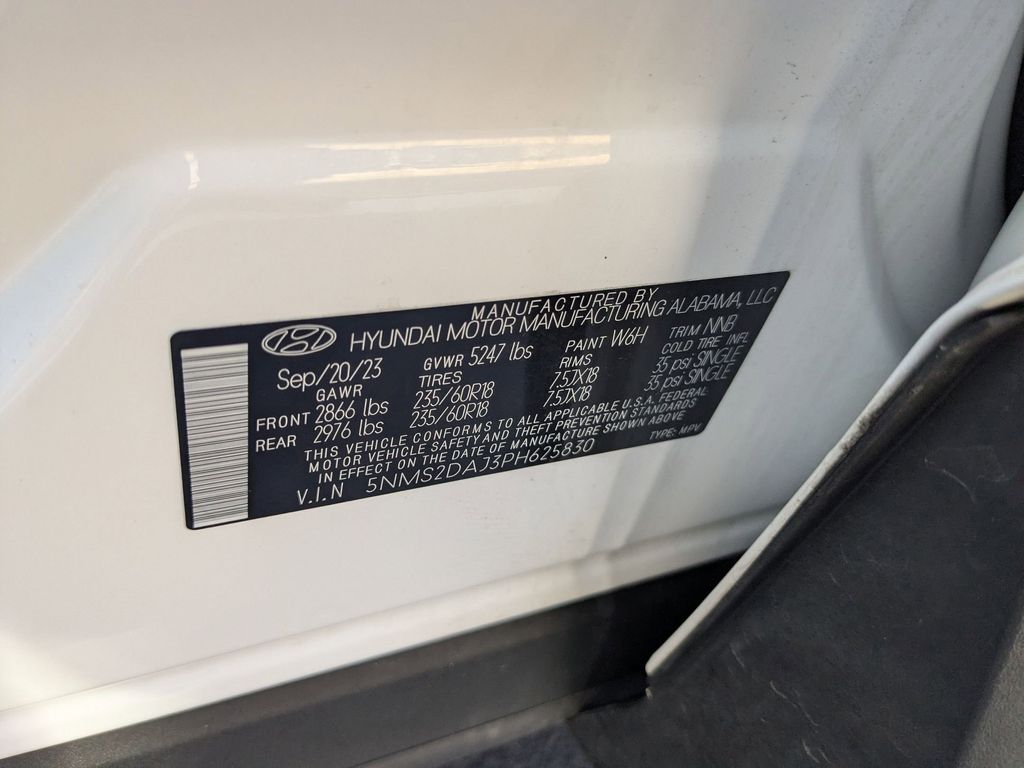 MANUFACTURED BY
HYUNDAI MOTOR MANUFACTURING ALABAMA, LLC
Sep/20/23 GVWR 5247 lbs PAINT W6H TRIM NNB
GAWR TIRES RIMS COLD TIRE INFL
FRONT 2866 lbs 235/60R18 7.5JX18 35 psi SINGLE
REAR 2976 lbs 235/60R18 7.5JX18 35 psi SINGLE
THIS VEHICLE CONFORMS TO ALL APPLICABLE U.S.A. FEDERAL
MOTOR VEHICLE SAFETY AND THEFT PREVENTION STANDARDS
IN EFFECT ON THE DATE OF MANUFACTURE SHOWN ABOVE
V.I.N 5NMS2DAJ3PH625830 TYPE: MPV